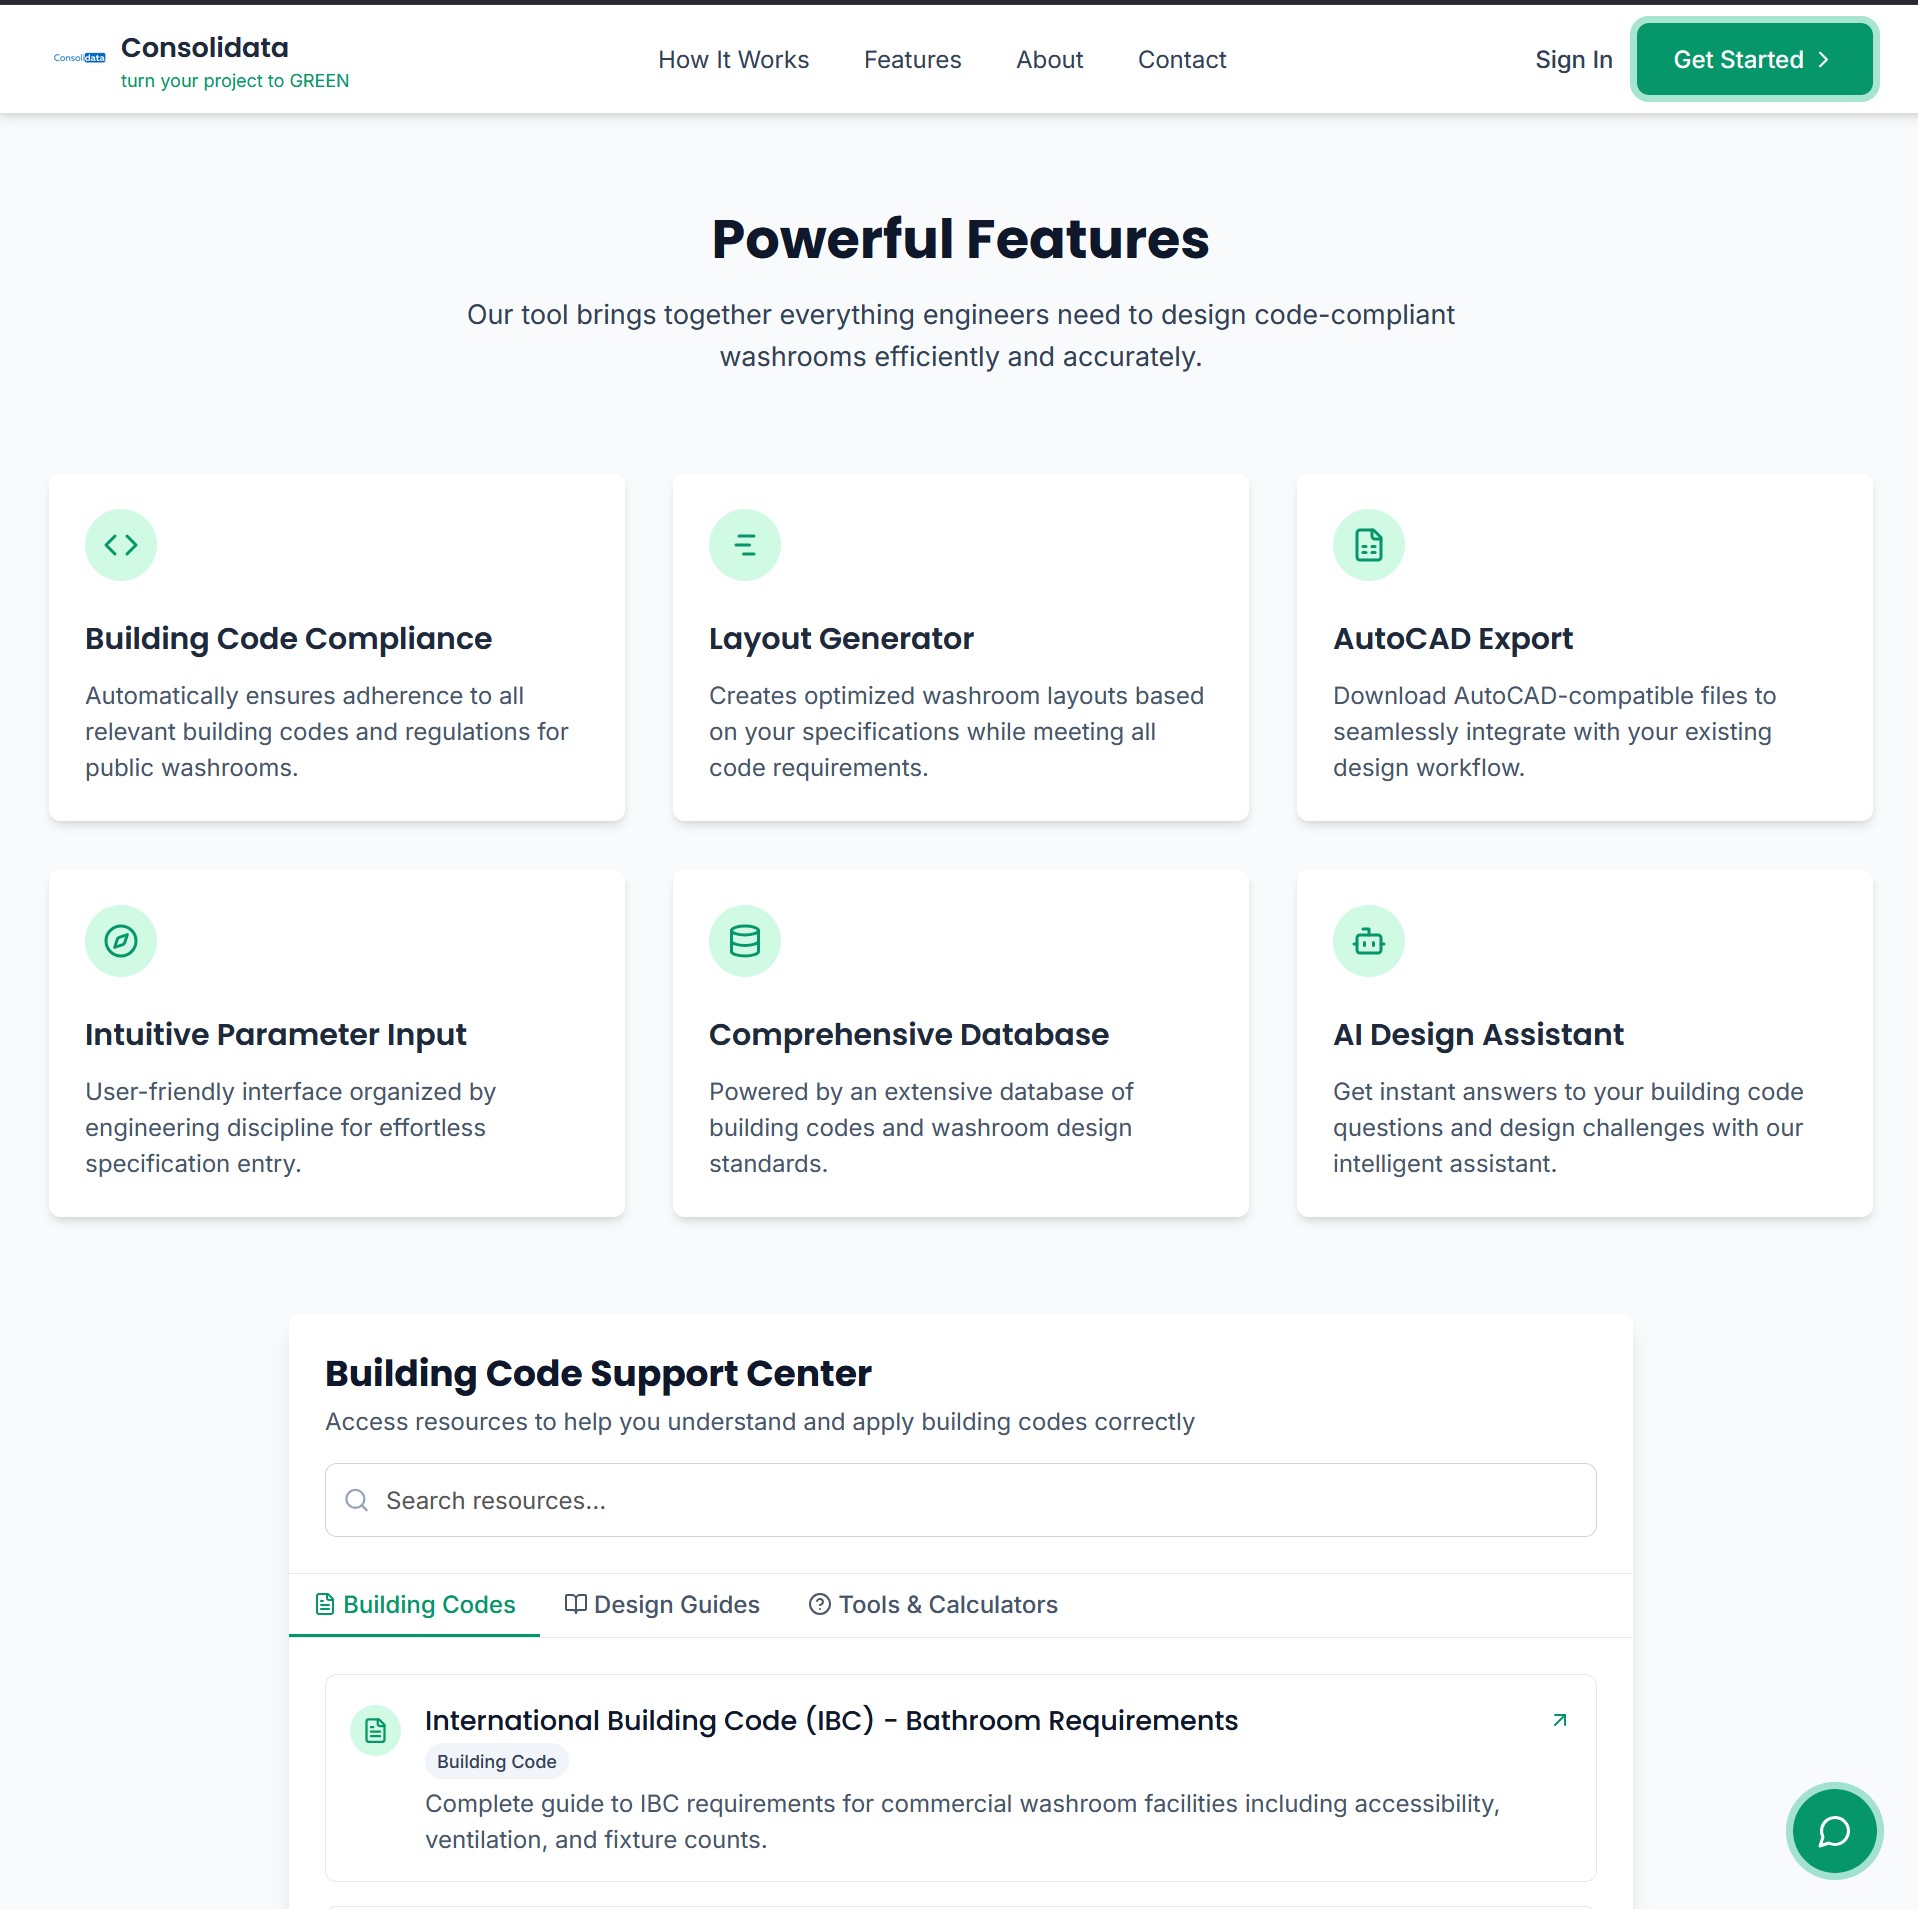 Consolidata
Consolidata
turn your project to GREEN
How It Works
Features
About
Contact
Sign In
Get Started
Powerful Features
Our tool brings together everything engineers need to design code-compliant
washrooms efficiently and accurately.
Building Code Compliance
Automatically ensures adherence to all
relevant building codes and regulations for
public washrooms.
Layout Generator
Creates optimized washroom layouts based
on your specifications while meeting all
code requirements.
AutoCAD Export
Download AutoCAD-compatible files to
seamlessly integrate with your existing
design workflow.
Intuitive Parameter Input
User-friendly interface organized by
engineering discipline for effortless
specification entry.
Comprehensive Database
Powered by an extensive database of
building codes and washroom design
standards.
AI Design Assistant
Get instant answers to your building code
questions and design challenges with our
intelligent assistant.
Building Code Support Center
Access resources to help you understand and apply building codes correctly
Search resources...
Building Codes
Design Guides
Tools & Calculators
International Building Code (IBC) - Bathroom Requirements
Building Code
Complete guide to IBC requirements for commercial washroom facilities including accessibility,
ventilation, and fixture counts.